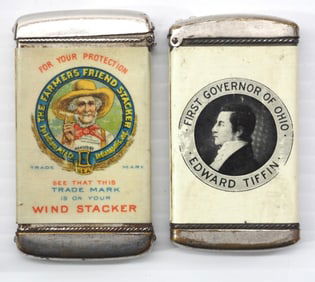 FOR YOUR PROTECTION
THE FARMERS FRIEND STACKER
TRADE MARK
SEE THAT THIS
TRADE MARK
IS ON YOUR
WIND STACKER
FIRST GOVERNOR OF OHIO
EDWARD TIFFIN